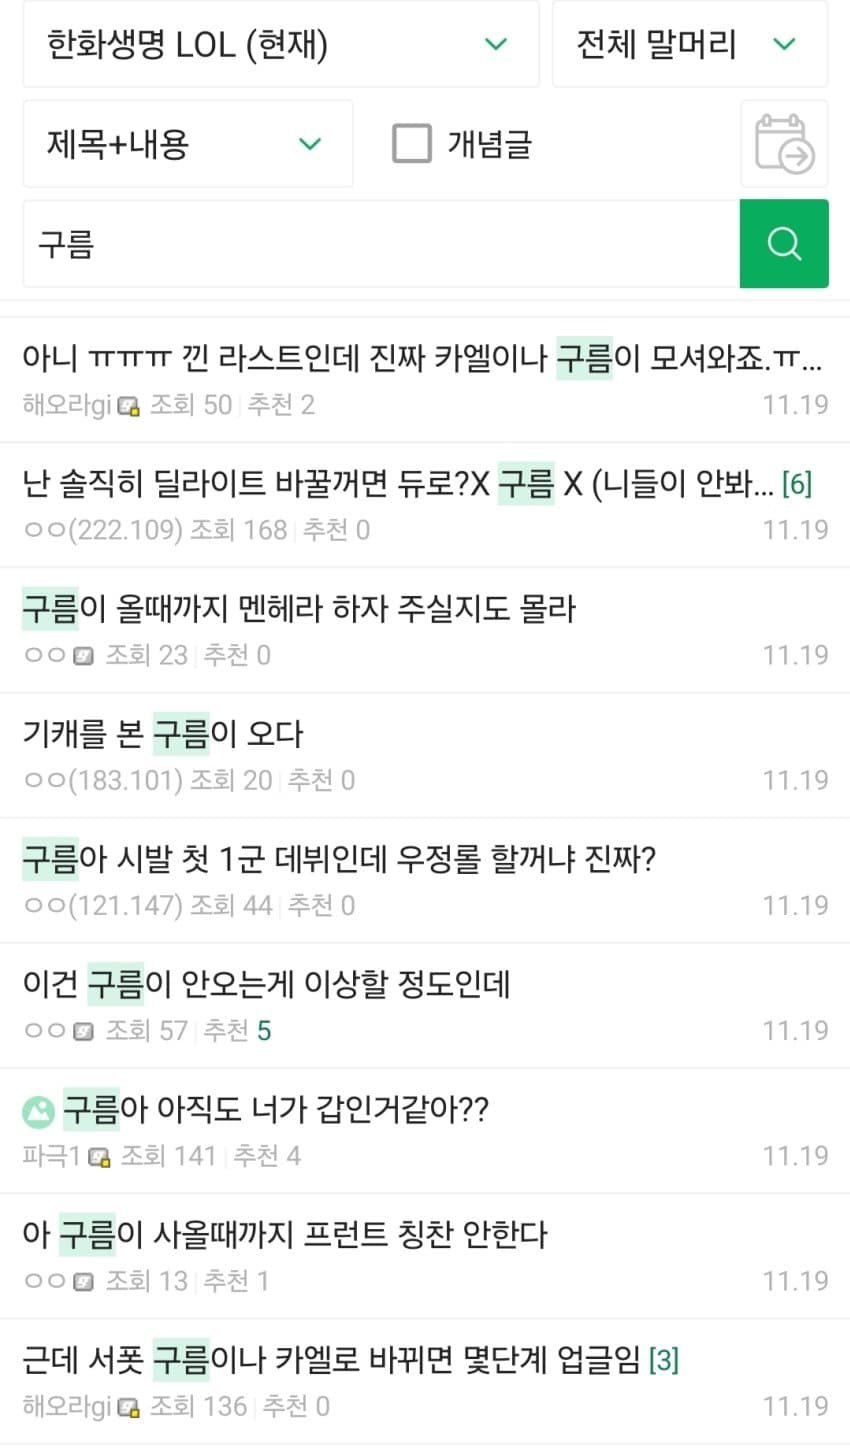 한화생명 LOL (현재)
전체 말머리
제목+내용
개념글
구름
아니 ㅠㅠㅠ 낀 라스트인데 진짜 카엘이나 구름이 모셔와죠.ㅠ...
해오라gi 조회 50 추천 2 11.19
난 솔직히 딜라이트 바꿀꺼면 듀로?X 구름 X (니들이 안봐... [6]
ㅇㅇ(222.109) 조회 168 추천 0 11.19
구름이 올때까지 멘헤라 하자 주실지도 몰라
ㅇㅇ 조회 23 추천 0 11.19
기캐를 본 구름이 오다
ㅇㅇ(183.101) 조회 20 추천 0 11.19
구름아 시발 첫 1군 데뷔인데 우정롤 할꺼냐 진짜?
ㅇㅇ(121.147) 조회 44 추천 0 11.19
이건 구름이 안오는게 이상할 정도인데
ㅇㅇ 조회 57 추천 5 11.19
구름아 아직도 너가 갑인거같아??
파극1 조회 141 추천 4 11.19
아 구름이 사올때까지 프런트 칭찬 안한다
ㅇㅇ 조회 13 추천 1 11.19
근데 서폿 구름이나 카엘로 바뀌면 몇단계 업글임 [3]
해오라gi 조회 136 추천 0 11.19